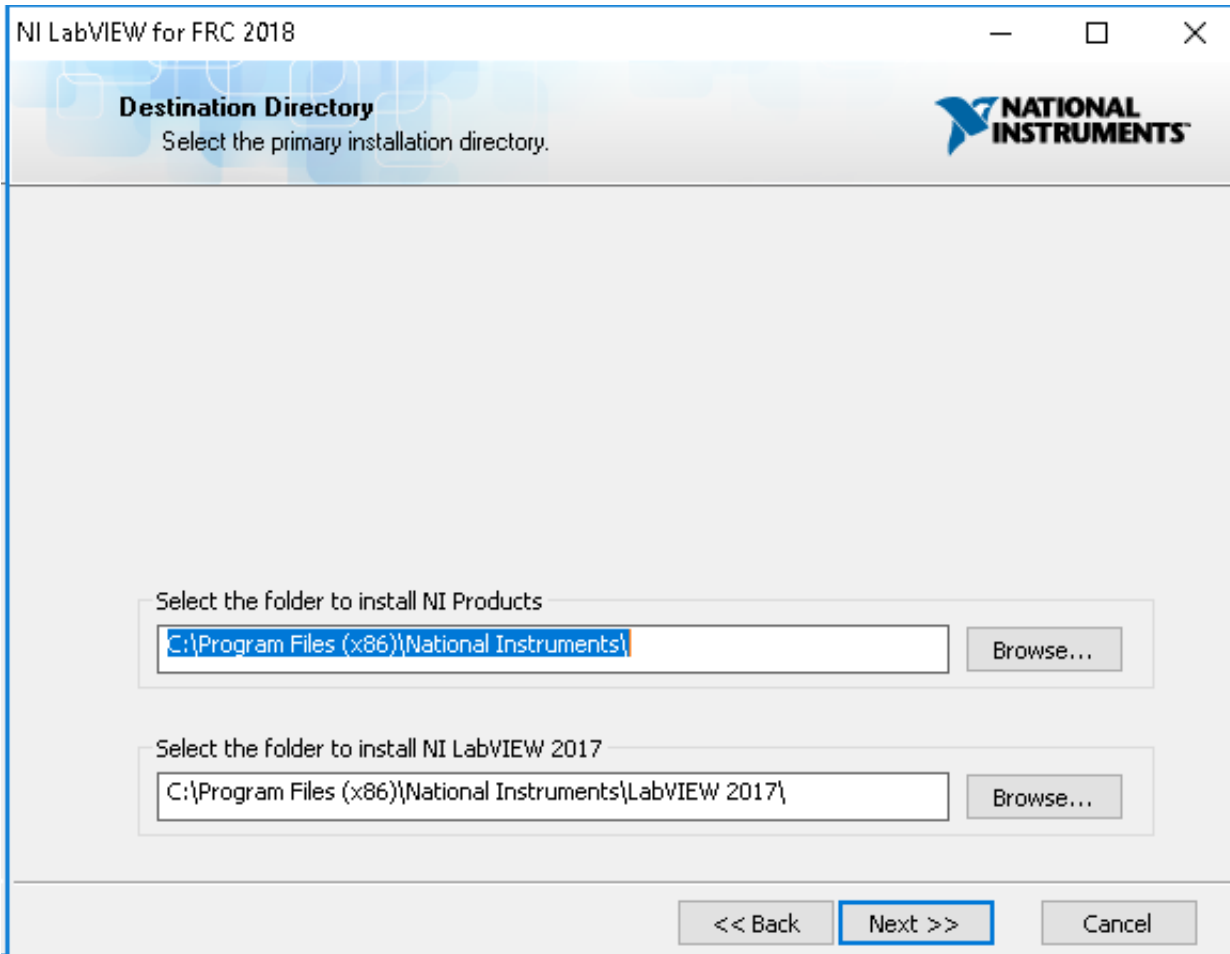 NI LabVIEW for FRC 2018
Destination Directory
Select the primary installation directory.
NATIONAL
INSTRUMENTS™
Select the folder to install NI Products
C:\Program Files (x86)\National Instruments\
Browse...
Select the folder to install NI LabVIEW 2017
C:\Program Files (x86)\National Instruments\LabVIEW 2017\
Browse...
<< Back
Next >>
Cancel